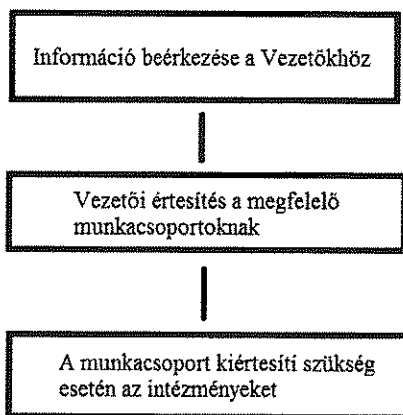 Információ beérkezése a Vezetőkhöz
Vezetői értesítés a megfelelő
munkacsoportoknak
A munkacsoport kiértesíti szükség
esetén az intézményeket